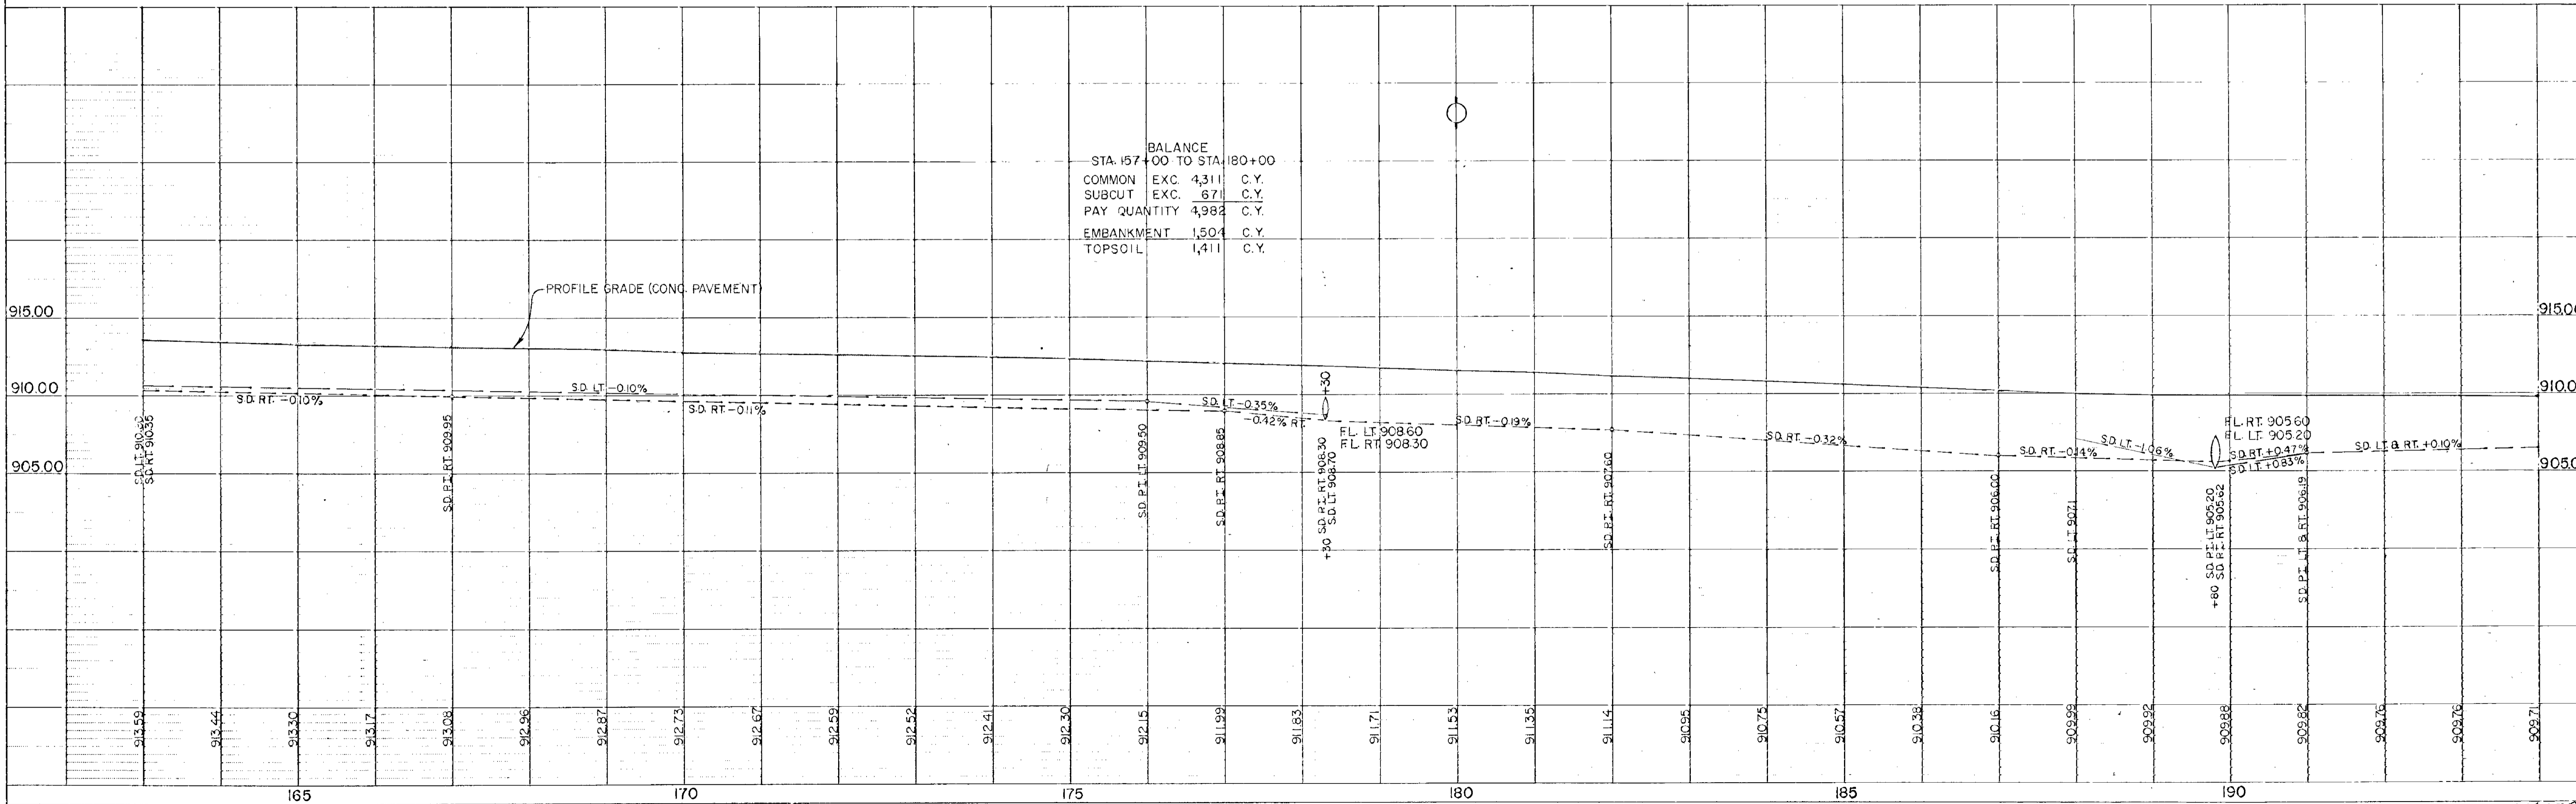 BALANCE
STA. 157+00 TO STA. 180+00
COMMON EXC. 4,311 C.Y.
SUBCUT EXC. 671 C.Y.
PAY QUANTITY 4,982 C.Y.
EMBANKMENT 1,504 C.Y.
TOPSOIL 1,411 C.Y.
PROFILE GRADE (CONC. PAVEMENT)
915.00
915.00
910.00
910.0
905.00
905.0
S.D. RT. -0.10%
S.D. LT. -0.10%
S.D. RT. -0.11%
S.D. LT. -0.35%
-0.42% RT.
+30
F.L. LT. 908.60
F.L. RT. 908.30
S.D. RT. -0.19%
S.D. RT. -0.32%
S.D. RT. -0.14%
S.D. LT. -1.06%
F.L. RT. 905.60
F.L. LT. 905.20
S.D. RT. +0.47%
S.D. LT. +0.83%
S.D. LT. & RT. +0.10%
S.D. LT. 910.60
S.D. RT. 910.35
S.D. P.I. RT. 909.95
S.D. P.I. LT. 909.50
S.D. P.I. RT. 908.85
+30 S.D. P.I. RT. 908.30
S.D. LT. 908.70
S.D. P.I. RT. 907.60
S.D. P.I. RT. 906.00
S.D. LT. 907.1
+80 S.D. P.I. LT. 905.20
S.D. P.I. RT. 905.62
S.D. P.I. LT. & RT. 906.19
913.59
913.44
913.30
913.17
913.08
912.96
912.87
912.73
912.67
912.59
912.52
912.41
912.30
912.15
911.99
911.83
911.71
911.53
911.35
911.14
910.95
910.75
910.57
910.38
910.16
909.99
909.92
909.88
909.82
909.76
909.76
909.71
165
170
175
180
185
190